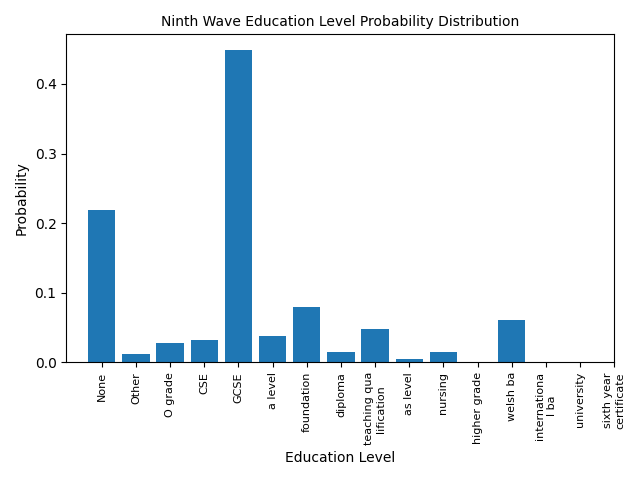 Ninth Wave Education Level Probability Distribution
Probability
0.4
0.3
0.2
0.1
0.0
None
Other
O grade
CSE
GCSE
a level
foundation
diploma
teaching qua
lification
as level
nursing
higher grade
welsh ba
internationa
l ba
university
sixth year
certificate
Education Level